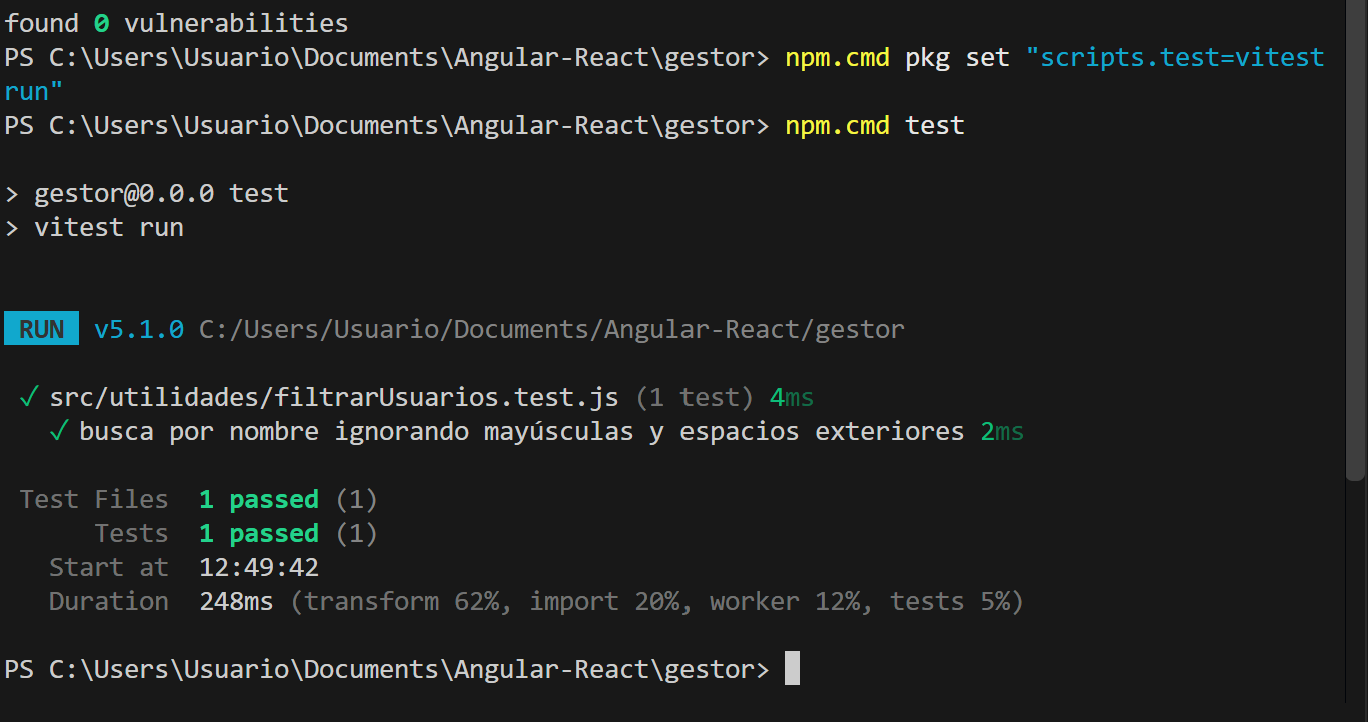 found 0 vulnerabilities
PS C:\Users\Usuario\Documents\Angular-React\gestor> npm.cmd pkg set "scripts.test=vitest
run"
PS C:\Users\Usuario\Documents\Angular-React\gestor> npm.cmd test
> gestor@0.0.0 test
> vitest run
RUN v5.1.0 C:/Users/Usuario/Documents/Angular-React/gestor
✓ src/utilidades/filtrarUsuarios.test.js (1 test) 4ms
✓ busca por nombre ignorando mayúsculas y espacios exteriores 2ms
Test Files 1 passed (1)
Tests 1 passed (1)
Start at 12:49:42
Duration 248ms (transform 62%, import 20%, worker 12%, tests 5%)
PS C:\Users\Usuario\Documents\Angular-React\gestor>